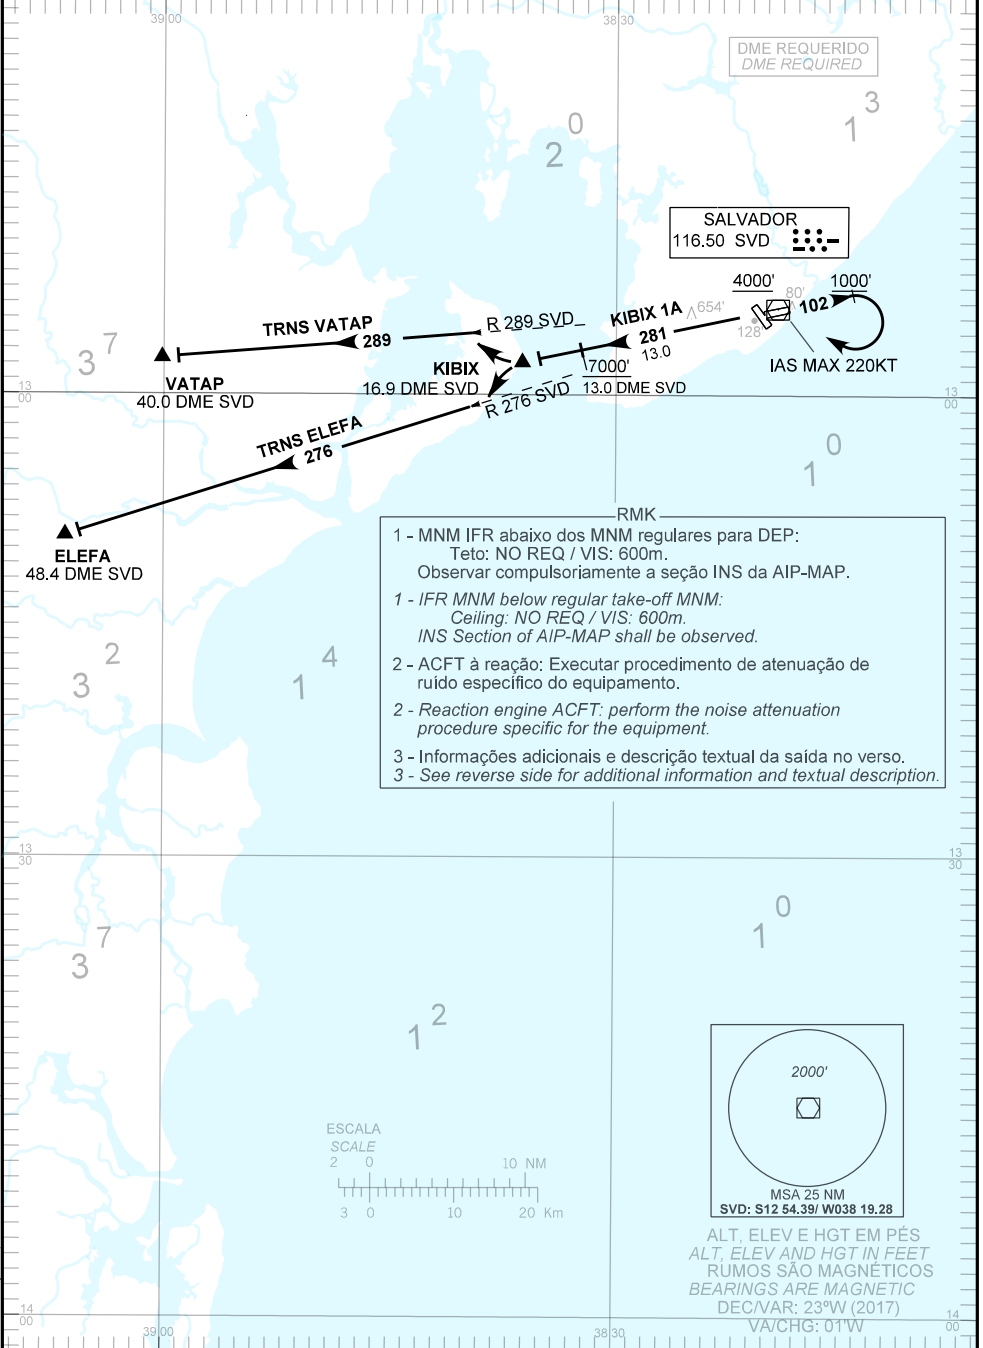 39 00
38 30
DME REQUERIDO
DME REQUIRED
3
1
0
2
SALVADOR
116.50 SVD
4000'
80'
1000'
102
654'
128'
IAS MAX 220KT
KIBIX 1A
281
13.0
TRNS VATAP
289
R 289 SVD
7
3
VATAP
40.0 DME SVD
KIBIX
16.9 DME SVD
7000'
13.0 DME SVD
R 276 SVD
13
00
13
00
TRNS ELEFA
276
0
1
ELEFA
48.4 DME SVD
RMK
1 - MNM IFR abaixo dos MNM regulares para DEP:
Teto: NO REQ / VIS: 600m.
Observar compulsoriamente a seção INS da AIP-MAP.
1 - IFR MNM below regular take-off MNM:
Ceiling: NO REQ / VIS: 600m.
INS Section of AIP-MAP shall be observed.
2 - ACFT à reação: Executar procedimento de atenuação de
ruído específico do equipamento.
2 - Reaction engine ACFT: perform the noise attenuation
procedure specific for the equipment.
3 - Informações adicionais e descrição textual da saída no verso.
3 - See reverse side for additional information and textual description.
2
3
4
1
13
30
13
30
7
3
0
1
2
1
2000'
MSA 25 NM
SVD: S12 54.39/ W038 19.28
ESCALA
SCALE
2 0 10 NM
3 0 10 20 Km
ALT, ELEV E HGT EM PÉS
ALT, ELEV AND HGT IN FEET
RUMOS SÃO MAGNÉTICOS
BEARINGS ARE MAGNETIC
DEC/VAR: 23ºW (2017)
VA/CHG: 01'W
14
00
14
00
39 00
38 30